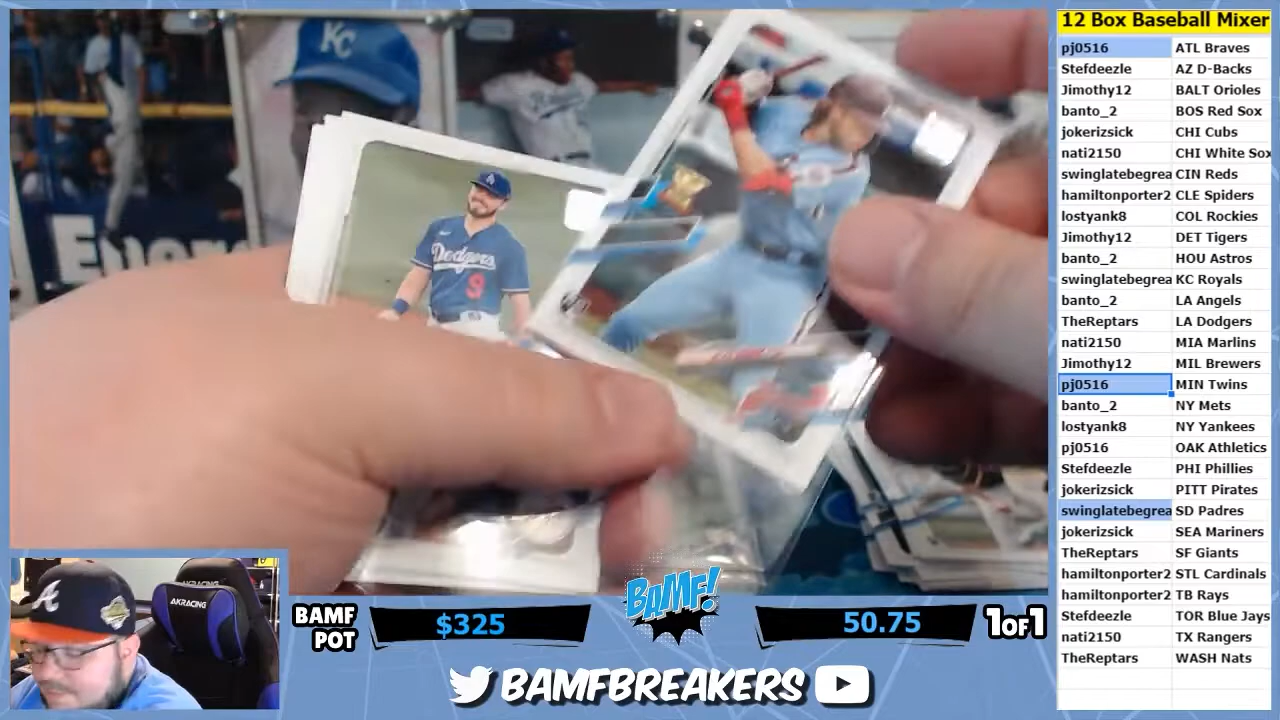 12 Box Baseball Mixer
pj0516 ATL Braves
Stefdeezle AZ D-Backs
Jimothy12 BALT Orioles
banto_2 BOS Red Sox
jokerizsick CHI Cubs
nati2150 CHI White Sox
swinglatebegrea CIN Reds
hamiltonporter2 CLE Spiders
lostyank8 COL Rockies
Jimothy12 DET Tigers
banto_2 HOU Astros
swinglatebegrea KC Royals
banto_2 LA Angels
TheReptars LA Dodgers
nati2150 MIA Marlins
Jimothy12 MIL Brewers
pj0516 MIN Twins
banto_2 NY Mets
lostyank8 NY Yankees
pj0516 OAK Athletics
Stefdeezle PHI Phillies
jokerizsick PITT Pirates
swinglatebegrea SD Padres
jokerizsick SEA Mariners
TheReptars SF Giants
hamiltonporter2 STL Cardinals
hamiltonporter2 TB Rays
Stefdeezle TOR Blue Jays
nati2150 TX Rangers
TheReptars WASH Nats
KC
A
Dodgers
9
A
AKRACING
AKRACING
BAMF
POT
$325
BAMF!
50.75
1OF1
BAMFBREAKERS